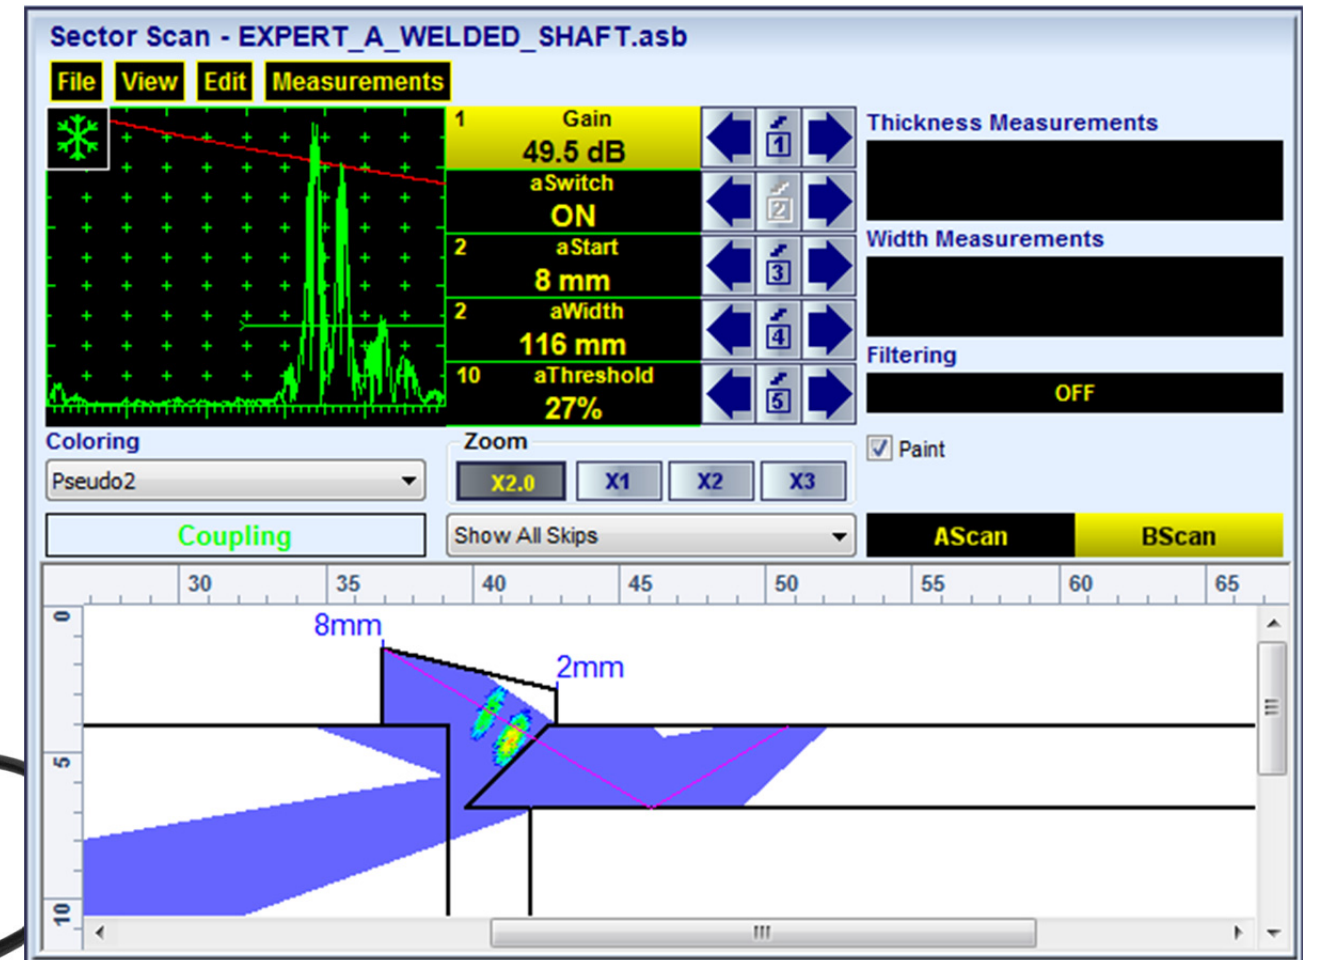 Sector Scan - EXPERT_A_WELDED_SHAFT.asb
File View Edit Measurements
1 Gain
49.5 dB
1
aSwitch
ON
2
2 aStart
8 mm
3
2 aWidth
116 mm
4
10 aThreshold
27%
5
Thickness Measurements
Width Measurements
Filtering
OFF
Paint
Coloring
Pseudo2
Zoom
X2.0 X1 X2 X3
Coupling
Show All Skips
AScan BScan
30 35 40 45 50 55 60 65
0
5
10
8mm
2mm